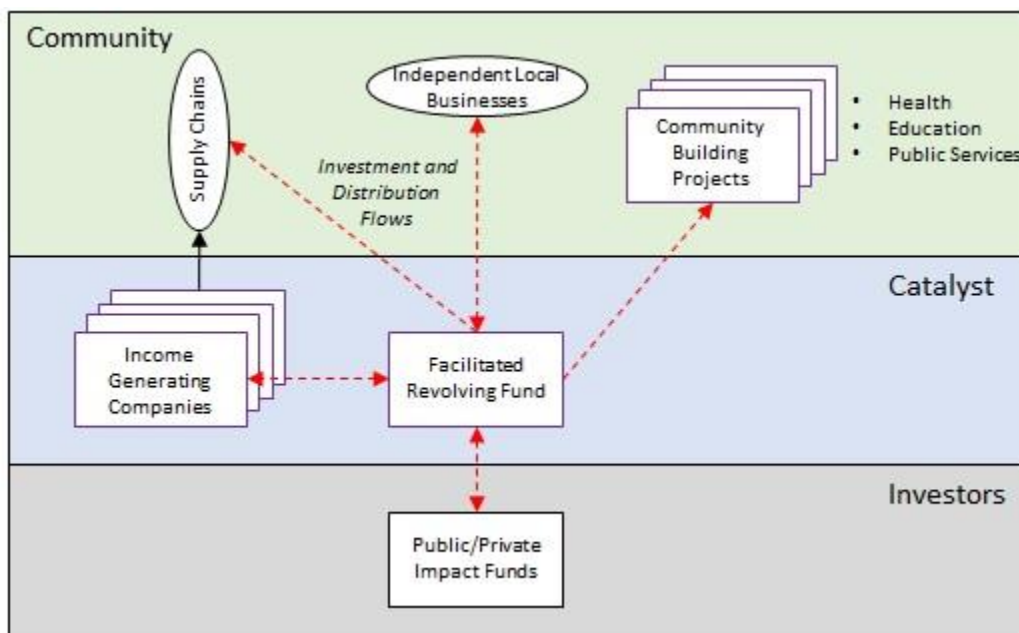 Community
Supply Chains
Independent Local
Businesses
Investment and
Distribution
Flows
Community
Building
Projects
• Health
• Education
• Public Services
Catalyst
Income
Generating
Companies
Facilitated
Revolving Fund
Investors
Public/Private
Impact Funds